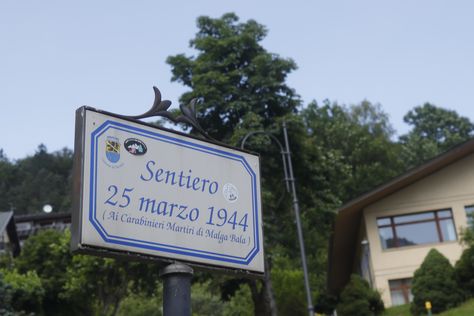 Sentiero
25 marzo 1944
( Ai Carabinieri Martiri di Malga Bala )